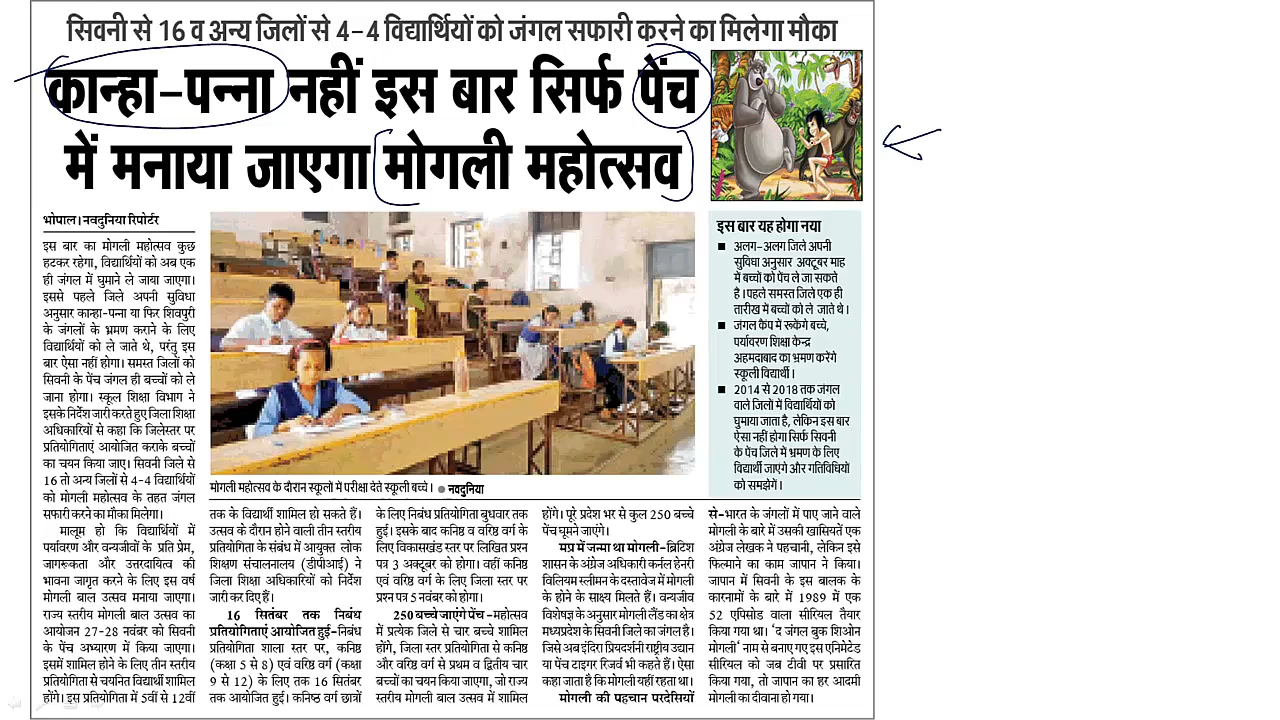 सिवनी से 16 व अन्य जिलों से 4-4 विद्यार्थियों को जंगल सफारी करने का मिलेगा मौका
कान्हा-पन्ना नहीं इस बार सिर्फ पेंच
में मनाया जाएगा मोगली महोत्सव
भोपाल। नवदुनिया रिपोर्टर
इस बार का मोगली महोत्सव कुछ
हटकर रहेगा, विद्यार्थियों को अब एक
ही जंगल में घुमाने ले जाया जाएगा।
इससे पहले जिले अपनी सुविधा
अनुसार कान्हा-पन्ना या फिर शिवपुरी
के जंगलों के भ्रमण कराने के लिए
विद्यार्थियों को ले जाते थे, परंतु इस
बार ऐसा नहीं होगा। समस्त जिलों को
सिवनी के पेंच जंगल ही बच्चों को ले
जाना होगा। स्कूल शिक्षा विभाग ने
इसके निर्देश जारी करते हुए जिला शिक्षा
अधिकारियों से कहा कि जिलेस्तर पर
प्रतियोगिताएं आयोजित कराके बच्चों
का चयन किया जाए। सिवनी जिले से
16 तो अन्य जिलों से 4-4 विद्यार्थियों
को मोगली महोत्सव के तहत जंगल
सफारी करने का मौका मिलेगा।
मालूम हो कि विद्यार्थियों में
पर्यावरण और वन्यजीवों के प्रति प्रेम,
जागरूकता और उत्तरदायित्व की
भावना जागृत करने के लिए इस वर्ष
मोगली बाल उत्सव मनाया जाएगा।
राज्य स्तरीय मोगली बाल उत्सव का
आयोजन 27-28 नवंबर को सिवनी
के पेंच अभ्यारण में किया जाएगा।
इसमें शामिल होने के लिए तीन स्तरीय
प्रतियोगिता से चयनित विद्यार्थी शामिल
होंगे। इस प्रतियोगिता में 5वीं से 12वीं
मोगली महोत्सव के दौरान स्कूलों में परीक्षा देते स्कूली बच्चे। ● नवदुनिया
तक के विद्यार्थी शामिल हो सकते हैं।
उत्सव के दौरान होने वाली तीन स्तरीय
प्रतियोगिता के संबंध में आयुक्त लोक
शिक्षण संचालनालय (डीपीआई) ने
जिला शिक्षा अधिकारियों को निर्देश
जारी कर दिए हैं।
16 सितंबर तक निबंध
प्रतियोगिताएं आयोजित हुई-निबंध
प्रतियोगिता शाला स्तर पर, कनिष्ठ
(कक्षा 5 से 8) एवं वरिष्ठ वर्ग (कक्षा
9 से 12) के लिए तक 16 सितंबर
तक आयोजित हुई। कनिष्ठ वर्ग छात्रों
के लिए निबंध प्रतियोगिता बुधवार तक
हुई। इसके बाद कनिष्ठ व वरिष्ठ वर्ग के
लिए विकासखंड स्तर पर लिखित प्रश्न
पत्र 3 अक्टूबर को होगा। वहीं कनिष्ठ
एवं वरिष्ठ वर्ग के लिए जिला स्तर पर
प्रश्न पत्र 5 नवंबर को होगा।
250 बच्चे जाएंगे पेंच -महोत्सव
में प्रत्येक जिले से चार बच्चे शामिल
होंगे, जिला स्तर प्रतियोगिता से कनिष्ठ
और वरिष्ठ वर्ग से प्रथम व द्वितीय चार
बच्चों का चयन किया जाएगा, जो राज्य
स्तरीय मोगली बाल उत्सव में शामिल
होंगे। पूरे प्रदेश भर से कुल 250 बच्चे
पेंच घूमने जाएंगे।
मप्र में जन्मा था मोगली-ब्रिटिश
शासन के अंग्रेज अधिकारी कर्नल हेनरी
विलियम स्लीमन के दस्तावेज में मोगली
के होने के साक्ष्य मिलते हैं। वन्यजीव
विशेषज्ञ के अनुसार मोगली लैंड का क्षेत्र
मध्यप्रदेश के सिवनी जिले का जंगल है।
जिसे अब इंदिरा प्रियदर्शनी राष्ट्रीय उद्यान
या पेंच टाइगर रिजर्व भी कहते हैं। ऐसा
कहा जाता है कि मोगली यहीं रहता था।
मोगली की पहचान परदेसियों
से-भारत के जंगलों में पाए जाने वाले
मोगली के बारे में उसकी खासियतें एक
अंग्रेज लेखक ने पहचानी, लेकिन इसे
फिल्माने का काम जापान ने किया।
जापान में सिवनी के इस बालक के
कारनामों के बारे में 1989 में एक
52 एपिसोड वाला सीरियल तैयार
किया गया था। 'द जंगल बुक शिओन
मोगली' नाम से बनाए गए इस एनिमेटेड
सीरियल को जब टीवी पर प्रसारित
किया गया, तो जापान का हर आदमी
मोगली का दीवाना हो गया।
इस बार यह होगा नया
■ अलग-अलग जिले अपनी
सुविधा अनुसार अक्टूबर माह
में बच्चों को पेंच ले जा सकते
है। पहले समस्त जिले एक ही
तारीख में बच्चों को ले जाते थे।
■ जंगल कैंप में रूकेंगे बच्चे,
पर्यावरण शिक्षा केन्द्र
अहमदाबाद का भ्रमण करेंगे
स्कूली विद्यार्थी।
■ 2014 से 2018 तक जंगल
वाले जिलों में विद्यार्थियों को
घुमाया जाता है, लेकिन इस बार
ऐसा नहीं होगा सिर्फ सिवनी
के पेंच जिले में भ्रमण के लिए
विद्यार्थी जाएंगे और गतिविधियों
को समझेगें।